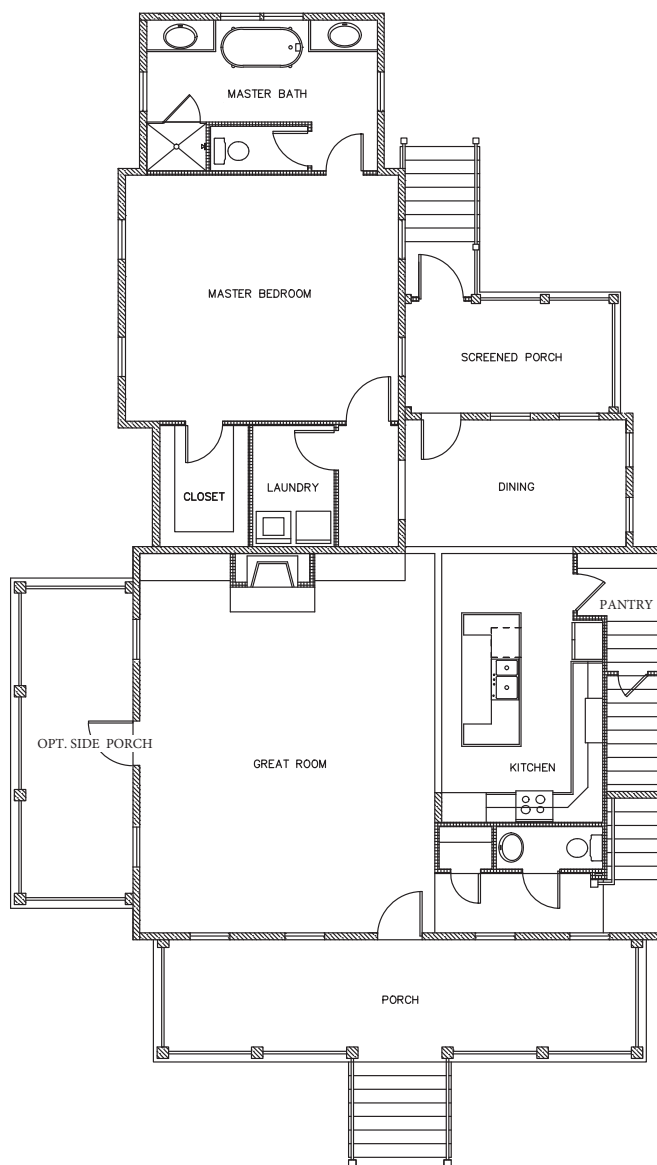 MASTER BATH
MASTER BEDROOM
SCREENED PORCH
CLOSET
LAUNDRY
DINING
PANTRY
OPT. SIDE PORCH
GREAT ROOM
KITCHEN
PORCH